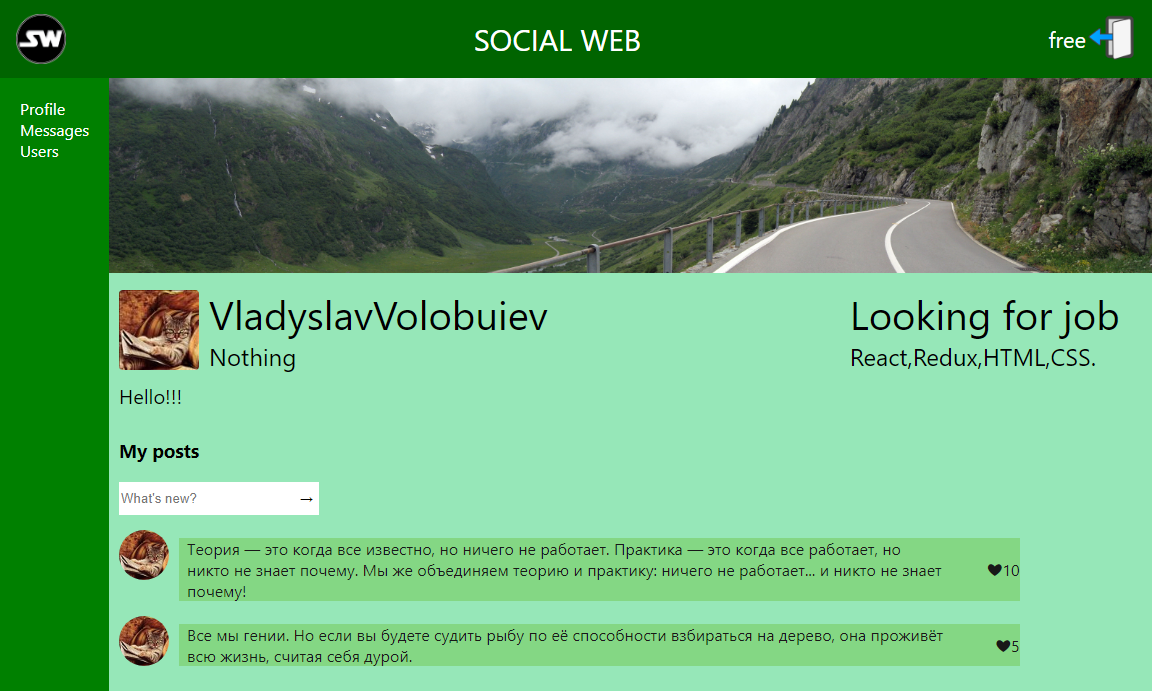 SW
SOCIAL WEB
free
Profile
Messages
Users
VladyslavVolobuiev
Looking for job
Nothing
React,Redux,HTML,CSS.
Hello!!!
My posts
What's new? →
Теория — это когда все известно, но ничего не работает. Практика — это когда все работает, но
никто не знает почему. Мы же объединяем теорию и практику: ничего не работает... и никто не знает
почему!
10
Все мы гении. Но если вы будете судить рыбу по её способности взбираться на дерево, она проживёт
всю жизнь, считая себя дурой.
5